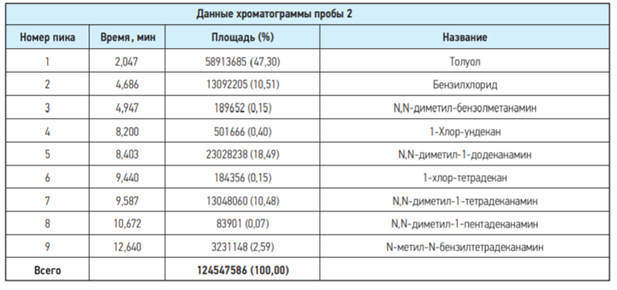 Данные хроматограммы пробы 2
Номер пика Время, мин Площадь (%) Название
1 2,047 58913685 (47,30) Толуол
2 4,686 13092205 (10,51) Бензилхлорид
3 4,947 189652 (0,15) N,N-диметил-бензолметанамин
4 8,200 501666 (0,40) 1-Хлор-ундекан
5 8,403 23028238 (18,49) N,N-диметил-1-додеканамин
6 9,440 184356 (0,15) 1-хлор-тетрадекан
7 9,587 13048060 (10,48) N,N-диметил-1-тетрадеканамин
8 10,672 83901 (0,07) N,N-диметил-1-пентадеканамин
9 12,640 3231148 (2,59) N-метил-N-бензилтетрадеканамин
Всего 124547586 (100,00)